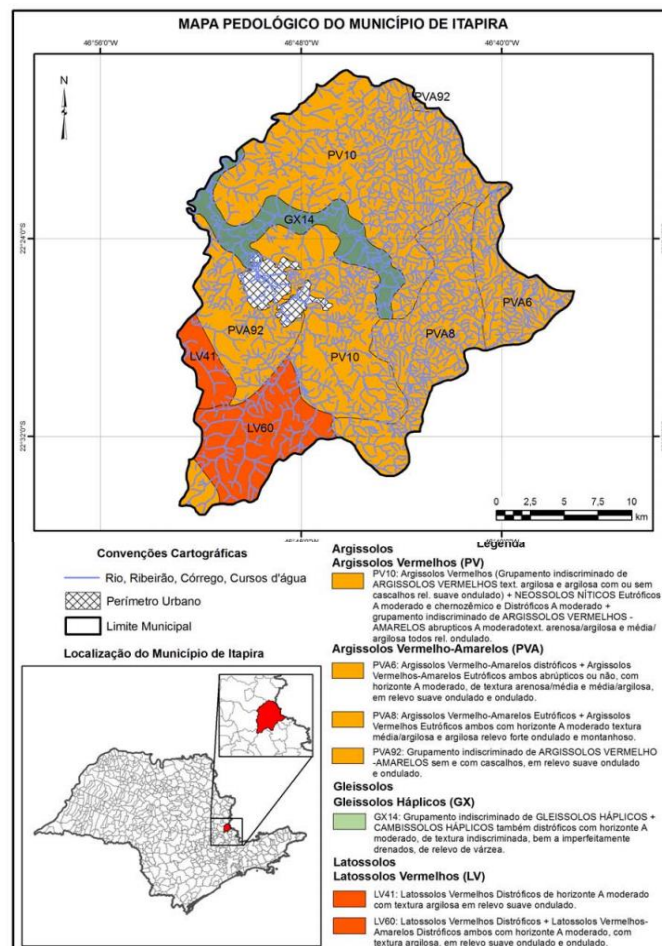 MAPA PEDOLÓGICO DO MUNICÍPIO DE ITAPIRA
46°56'0"W
46°48'0"W
46°40'0"W
N
PVA92
PV10
GX14
22°24'0"S
PVA6
PVA92
PVA8
LV41
PV10
LV60
22°32'0"S
0 2,5 5 7,5 10
km
Convenções Cartográficas
Rio, Ribeirão, Córrego, Cursos d'água
Perímetro Urbano
Limite Municipal
Localização do Município de Itapira
Legenda
Argissolos
Argissolos Vermelhos (PV)
PV10: Argissolos Vermelhos (Grupamento indiscriminado de
ARGISSOLOS VERMELHOS text. argilosa e argilosa com ou sem
cascalhos rel. suave ondulado) + NEOSSOLOS NÍTICOS Eutróficos
A moderado e chernozêmico e Distróficos A moderado +
grupamento indiscriminado de ARGISSOLOS VERMELHOS -
AMARELOS abrupticos A moderadotext. arenosa/argilosa e média/
argilosa todos rel. ondulado.
Argissolos Vermelho-Amarelos (PVA)
PVA6: Argissolos Vermelho-Amarelos distróficos + Argissolos
Vermelhos-Amarelos Eutróficos ambos abrúpticos ou não, com
horizonte A moderado, de textura arenosa/média e média/argilosa,
em relevo suave ondulado e ondulado.
PVA8: Argissolos Vermelho-Amarelos Eutróficos + Argissolos
Vermelhos Eutróficos ambos com horizonte A moderado textura
média/argilosa e argilosa relevo forte ondulado e montanhoso.
PVA92: Grupamento indiscriminado de ARGISSOLOS VERMELHO
-AMARELOS sem e com cascalhos, em relevo suave ondulado
e ondulado.
Gleissolos
Gleissolos Háplicos (GX)
GX14: Grupamento indiscriminado de GLEISSOLOS HÁPLICOS +
CAMBISSOLOS HÁPLICOS também distróficos com horizonte A
moderado, de textura indiscriminada, bem a imperfeitamente
drenados, de relevo de várzea.
Latossolos
Latossolos Vermelhos (LV)
LV41: Latossolos Vermelhos Distróficos de horizonte A moderado
com textura argilosa em relevo suave ondulado.
LV60: Latossolos Vermelhos Distróficos + Latossolos Vermelhos-
Amarelos Distróficos ambos com horizonte A moderado, com
textura argilosa, em relevo suave ondulado e ondulado.